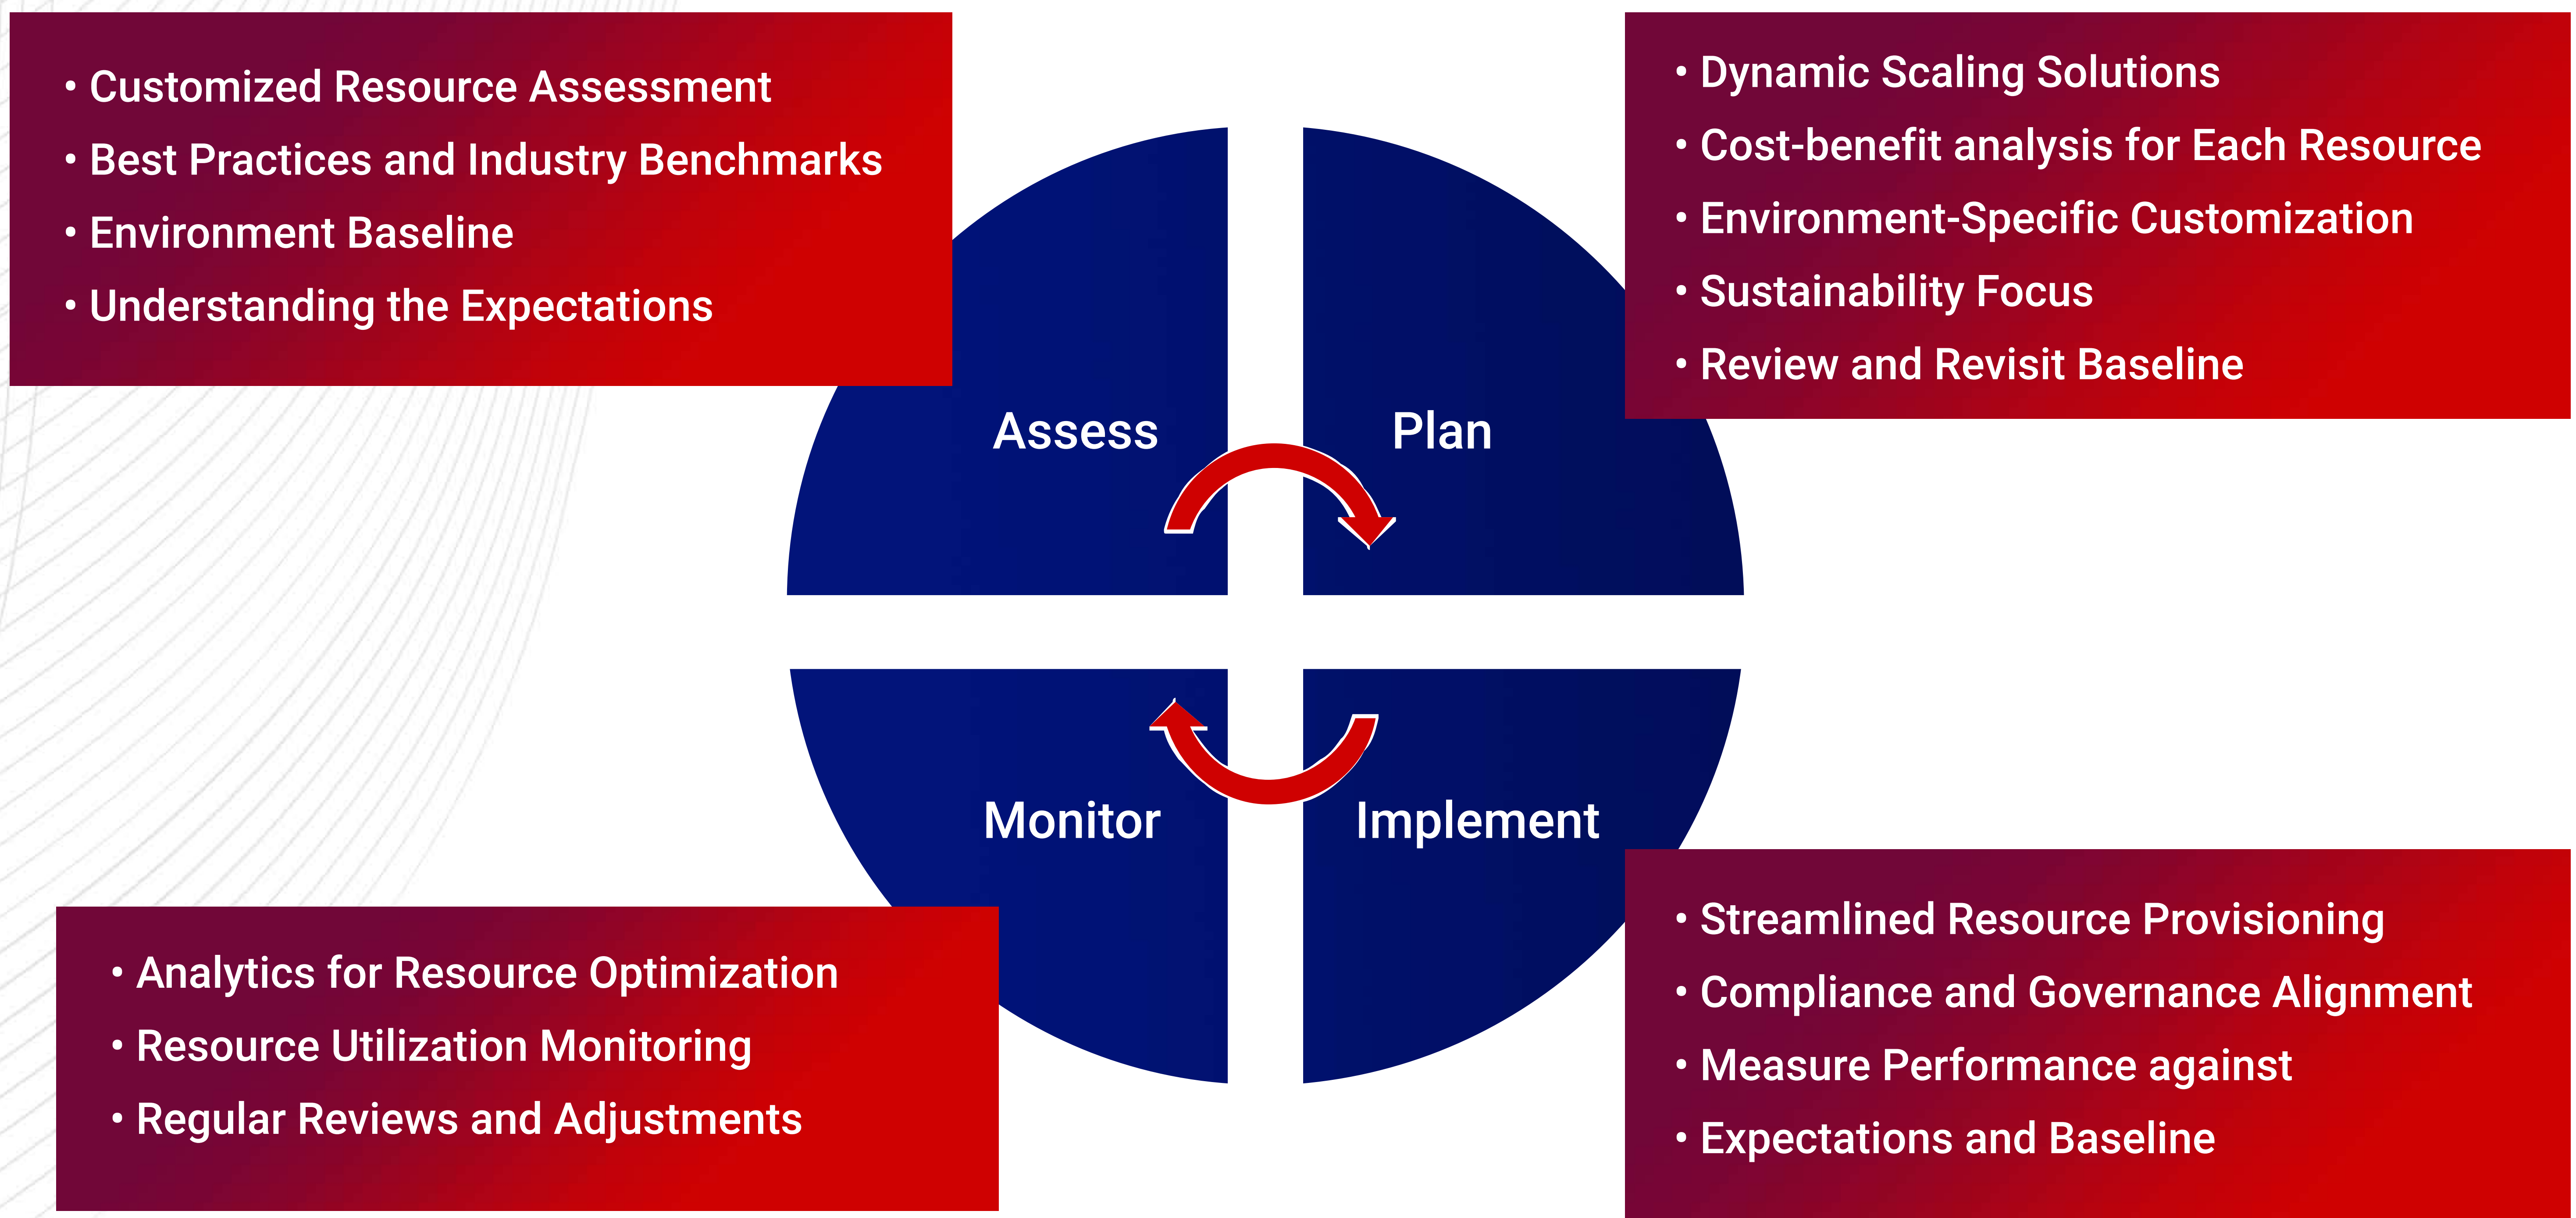 • Customized Resource Assessment
• Best Practices and Industry Benchmarks
• Environment Baseline
• Understanding the Expectations
• Dynamic Scaling Solutions
• Cost-benefit analysis for Each Resource
• Environment-Specific Customization
• Sustainability Focus
• Review and Revisit Baseline
Assess
Plan
Monitor
Implement
• Analytics for Resource Optimization
• Resource Utilization Monitoring
• Regular Reviews and Adjustments
• Streamlined Resource Provisioning
• Compliance and Governance Alignment
• Measure Performance against
• Expectations and Baseline